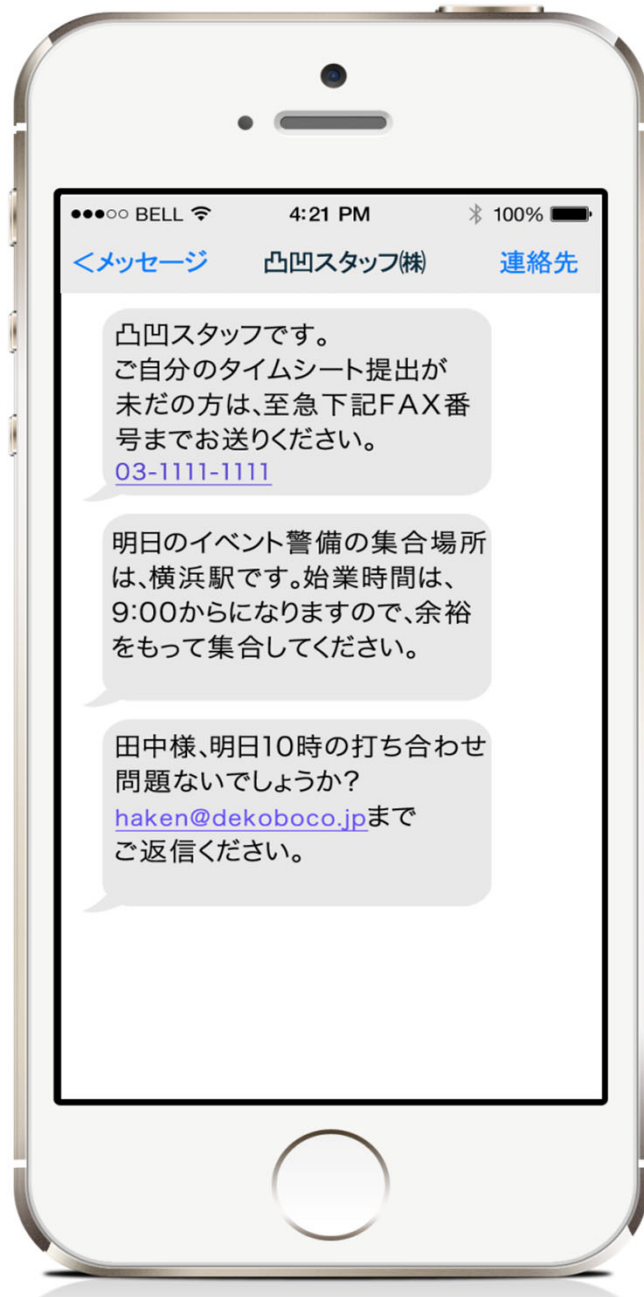 ●●●○○ BELL 4:21 PM 100%
<メッセージ 凸凹スタッフ㈱ 連絡先
凸凹スタッフです。
ご自分のタイムシート提出が
未だの方は、至急下記FAX番
号までお送りください。
03-1111-1111
明日のイベント警備の集合場所
は、横浜駅です。始業時間は、
9:00からになりますので、余裕
をもって集合してください。
田中様、明日10時の打ち合わせ
問題ないでしょうか?
haken@dekoboco.jpまで
ご返信ください。